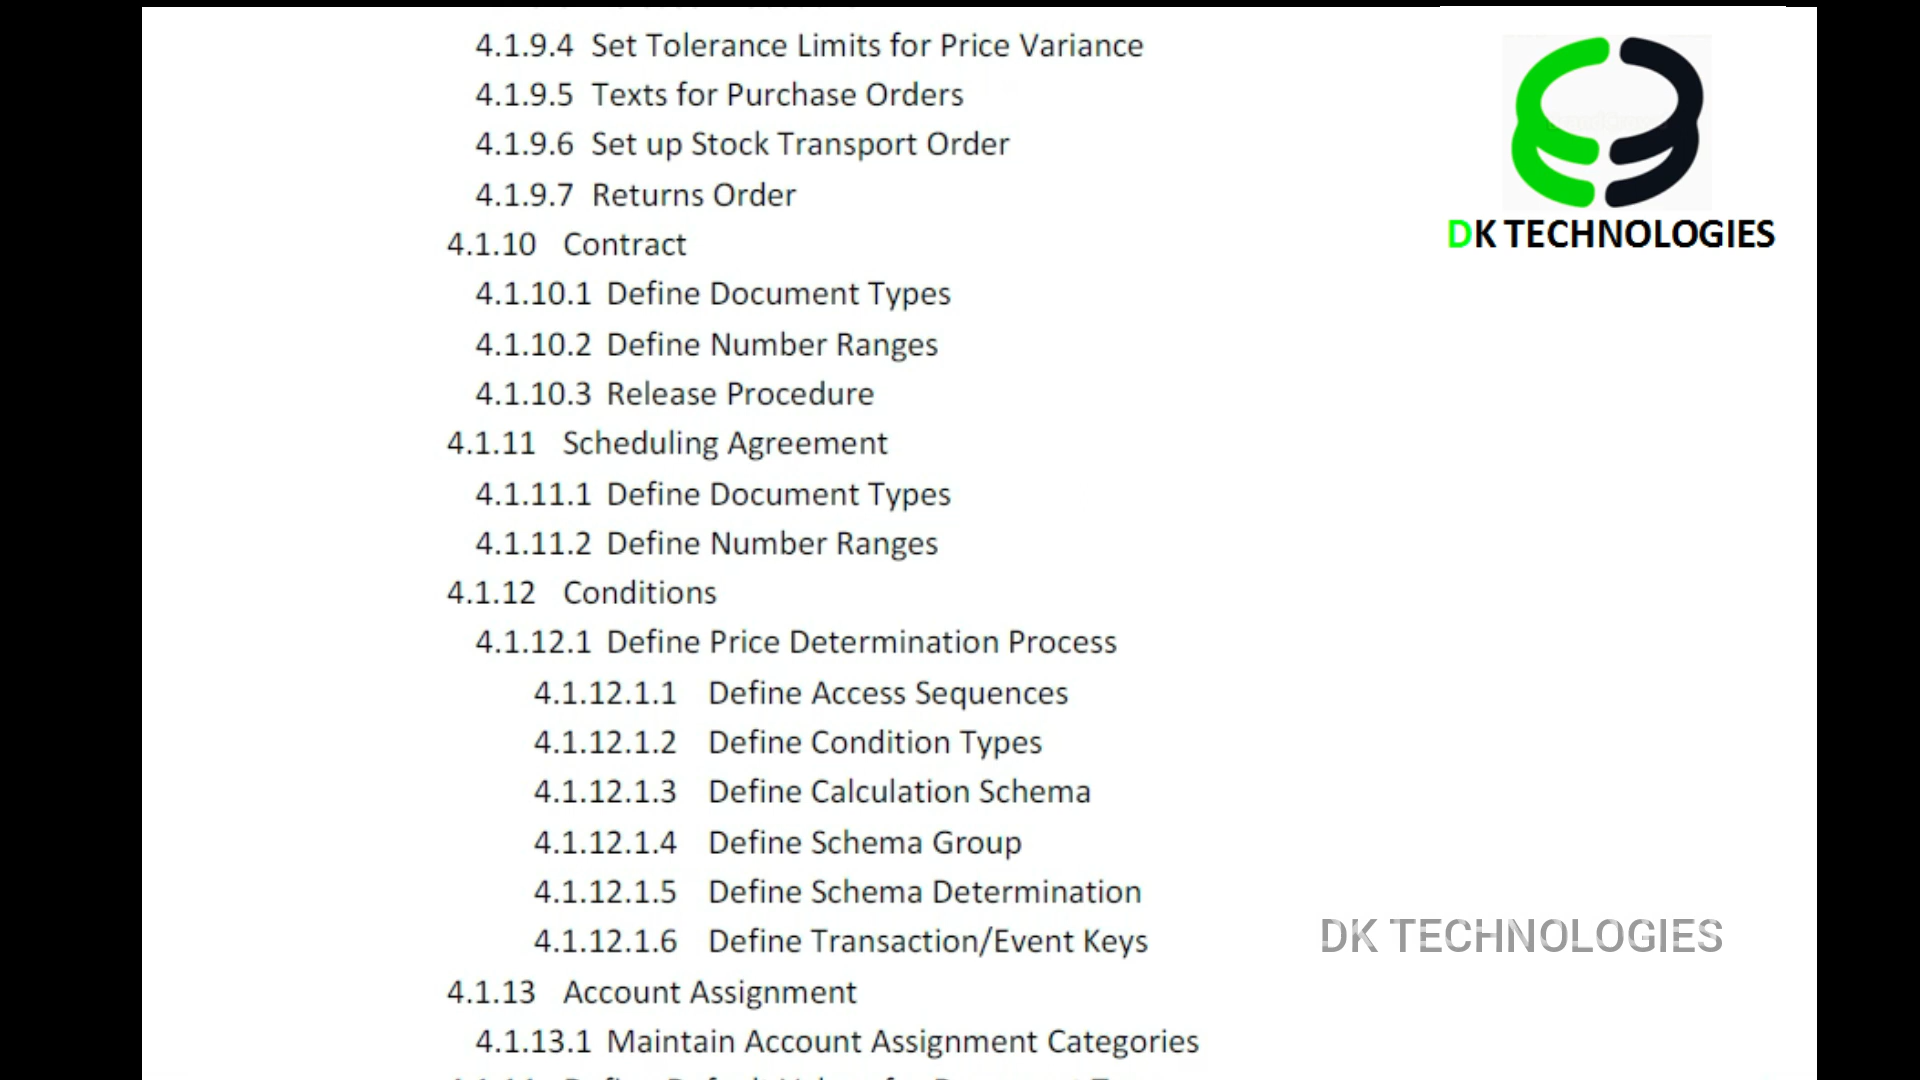 4.1.9.4 Set Tolerance Limits for Price Variance
4.1.9.5 Texts for Purchase Orders
4.1.9.6 Set up Stock Transport Order
4.1.9.7 Returns Order
4.1.10 Contract
4.1.10.1 Define Document Types
4.1.10.2 Define Number Ranges
4.1.10.3 Release Procedure
4.1.11 Scheduling Agreement
4.1.11.1 Define Document Types
4.1.11.2 Define Number Ranges
4.1.12 Conditions
4.1.12.1 Define Price Determination Process
4.1.12.1.1 Define Access Sequences
4.1.12.1.2 Define Condition Types
4.1.12.1.3 Define Calculation Schema
4.1.12.1.4 Define Schema Group
4.1.12.1.5 Define Schema Determination
4.1.12.1.6 Define Transaction/Event Keys
4.1.13 Account Assignment
4.1.13.1 Maintain Account Assignment Categories
DK TECHNOLOGIES
DK TECHNOLOGIES